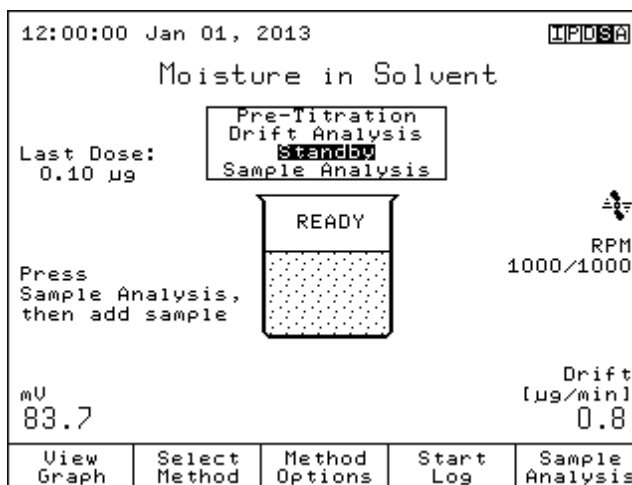 12:00:00 Jan 01, 2013 IPDSA
Moisture in Solvent
Pre-Titration
Drift Analysis
Standby
Sample Analysis
Last Dose:
0.10 µg
READY
RPM
1000/1000
Press
Sample Analysis,
then add sample
mV
83.7
Drift
[µg/min]
0.8
View Graph
Select Method
Method Options
Start Log
Sample Analysis